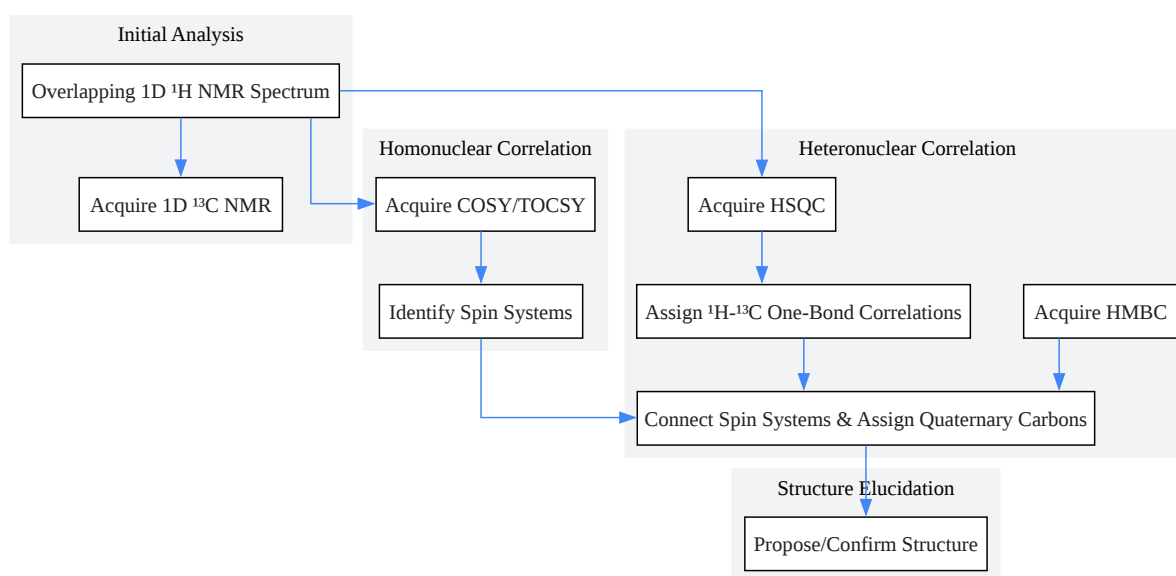 Initial Analysis
Overlapping 1D ¹H NMR Spectrum
Acquire 1D ¹³C NMR
Homonuclear Correlation
Acquire COSY/TOCSY
Identify Spin Systems
Heteronuclear Correlation
Acquire HSQC
Assign ¹H-¹³C One-Bond Correlations
Acquire HMBC
Connect Spin Systems & Assign Quaternary Carbons
Structure Elucidation
Propose/Confirm Structure